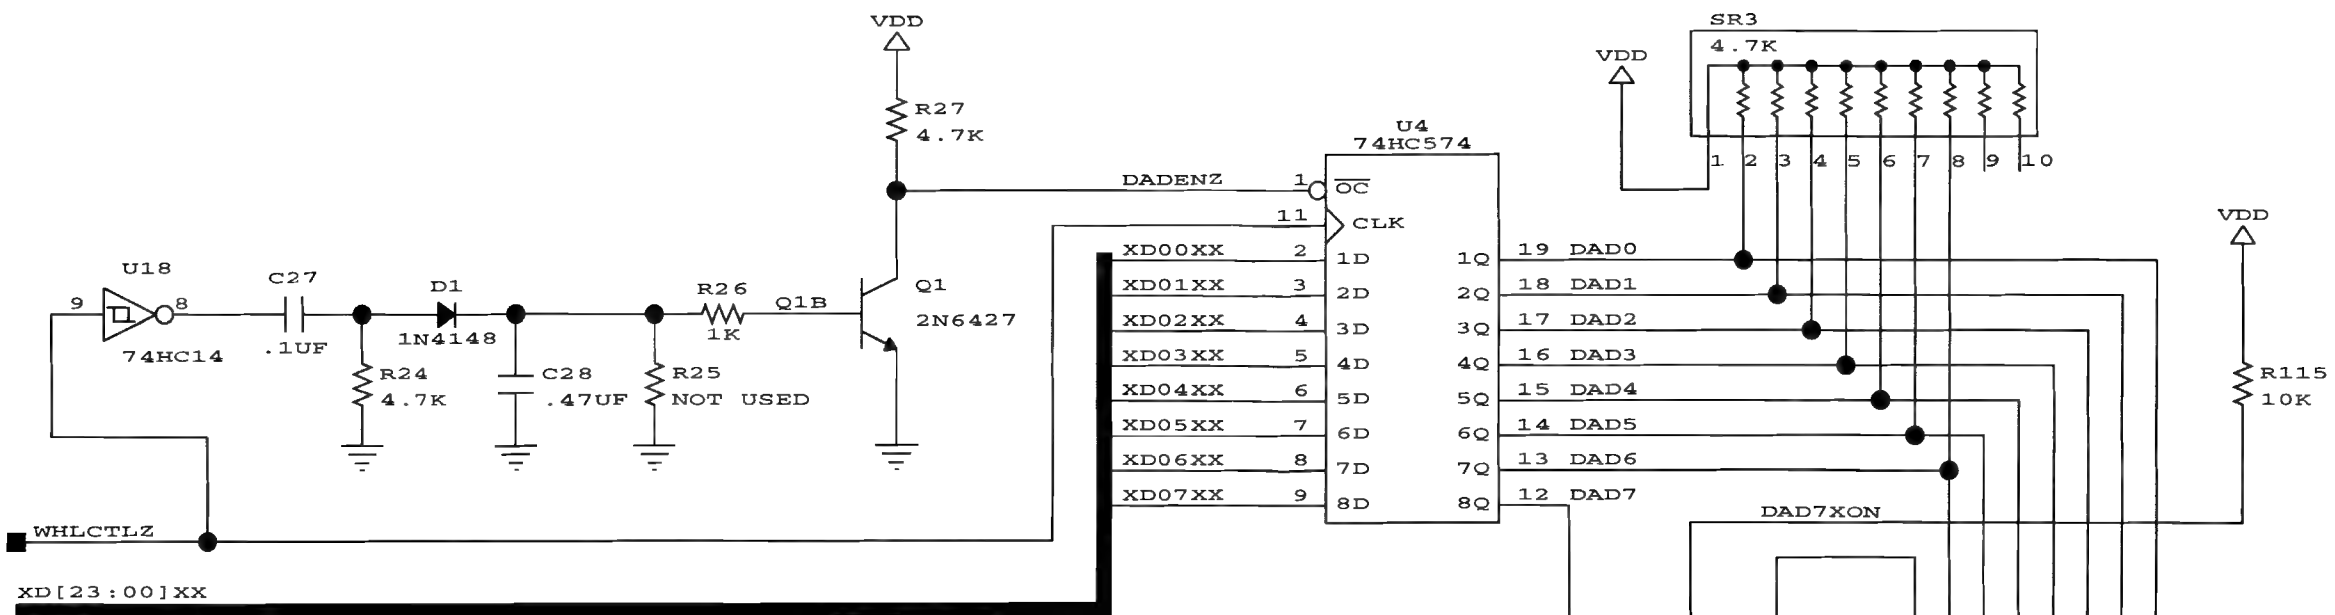 VDD
R27
4.7K
SR3
4.7K
VDD
1 2 3 4 5 6 7 8 9 10
U4
74HC574
DADENZ 1 OC
11 CLK
XD00XX 2 1D 1Q 19 DAD0
XD01XX 3 2D 2Q 18 DAD1
XD02XX 4 3D 3Q 17 DAD2
XD03XX 5 4D 4Q 16 DAD3
XD04XX 6 5D 5Q 15 DAD4
XD05XX 7 6D 6Q 14 DAD5
XD06XX 8 7D 7Q 13 DAD6
XD07XX 9 8D 8Q 12 DAD7
U18
9 8
74HC14
C27
.1UF
D1
1N4148
R24
4.7K
C28
.47UF
R25
NOT USED
R26
1K
Q1B
Q1
2N6427
VDD
R115
10K
DAD7XON
WHLCTLZ
XD[23:00]XX